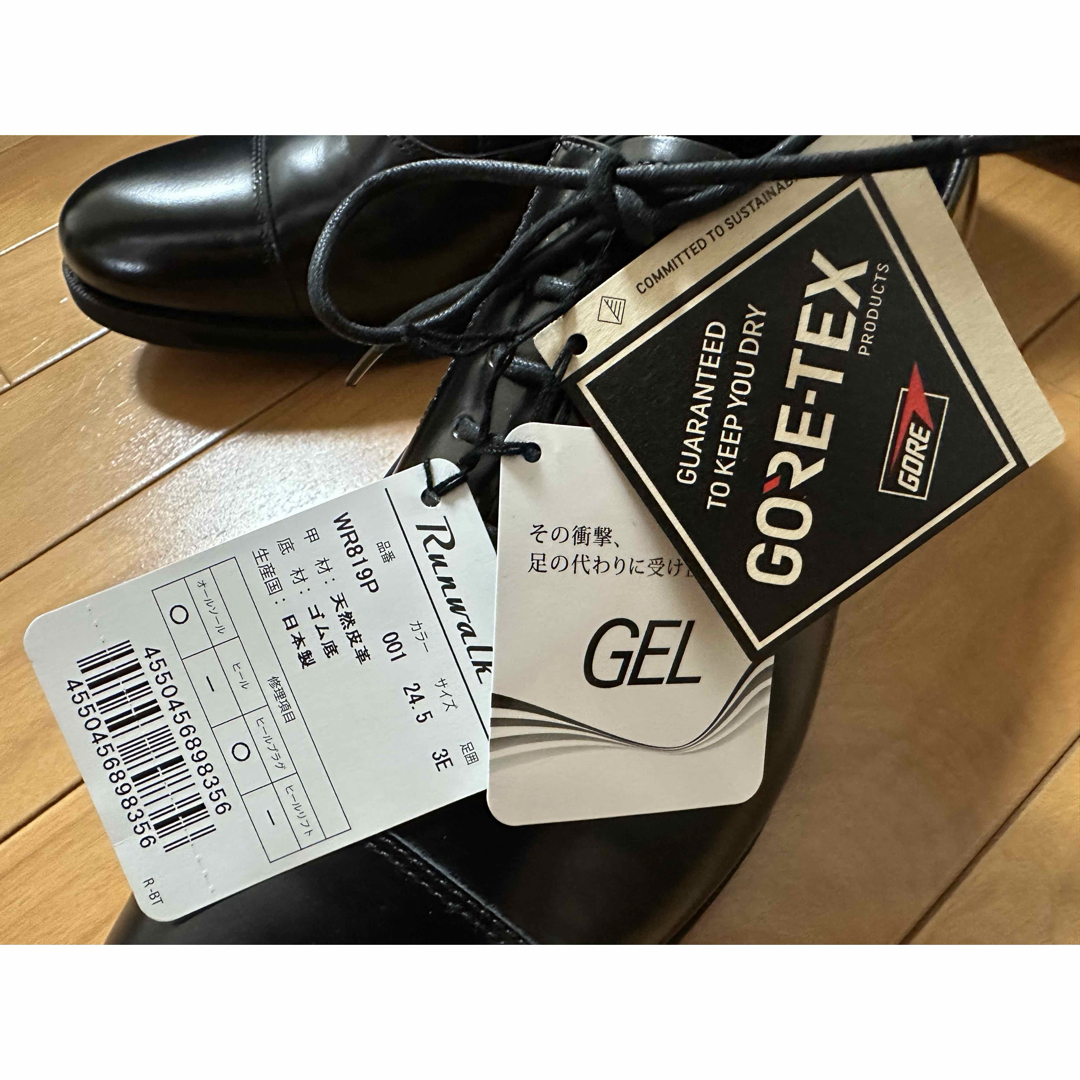 Runwalk
品番
カラー
サイズ
足囲
WR819P
001
24.5
3E
甲 材：天然皮革
底 材：ゴム底
生産国：日本製
修理項目
オールソール
ヒール
ヒールプラグ
ヒールリフト
○
-
○
-
4550456898356
4550456898356
R-BT
その衝撃、
足の代わりに受け
GEL
COMMITTED TO
GUARANTEED
TO KEEP YOU DRY
GORE-TEX
PRODUCTS
GORE